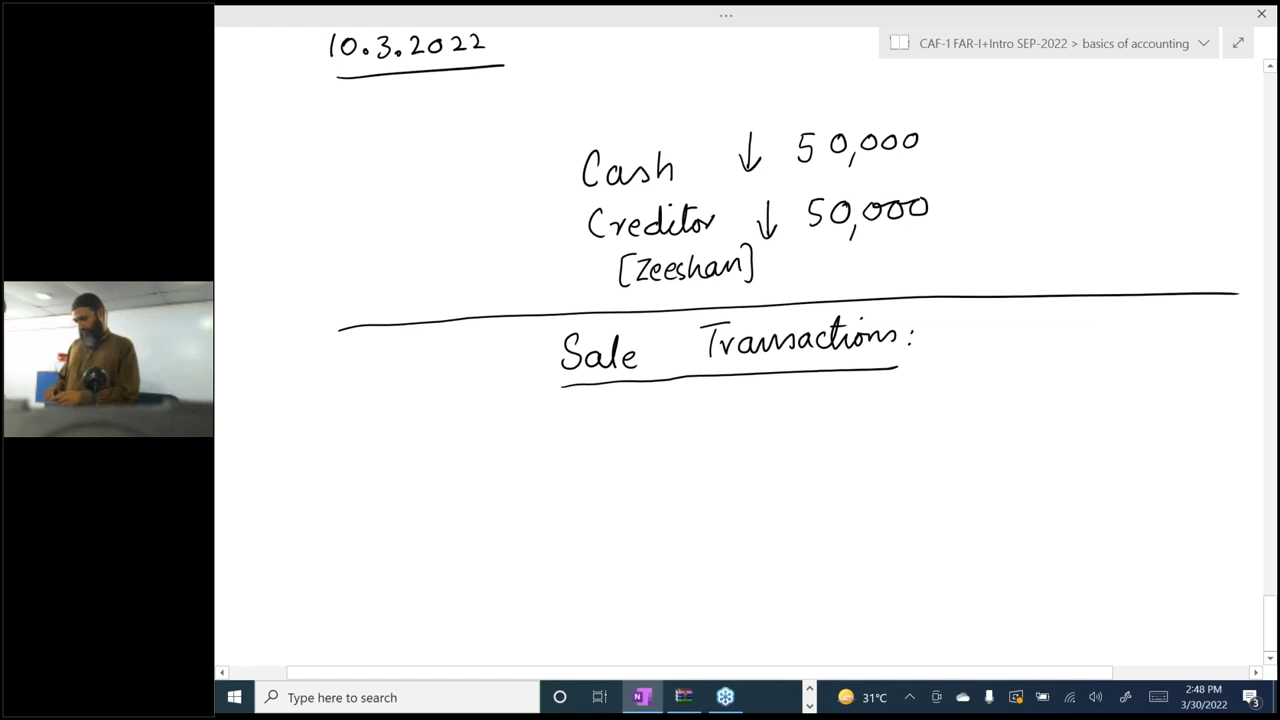 CAF-1 FAR-I+Intro SEP-2022 > basics of accounting
10.3.2022
Cash ↓ 50,000
Creditor ↓ 50,000
[Zeeshan]
Sale Transactions:
Type here to search
31°C
2:48 PM
3/30/2022
3